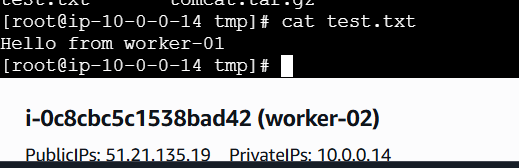 test.txt tomcat.tar.gz
[root@ip-10-0-0-14 tmp]# cat test.txt
Hello from worker-01
[root@ip-10-0-0-14 tmp]#
i-0c8cbc5c1538bad42 (worker-02)
PublicIPs: 51.21.135.19 PrivateIPs: 10.0.0.14